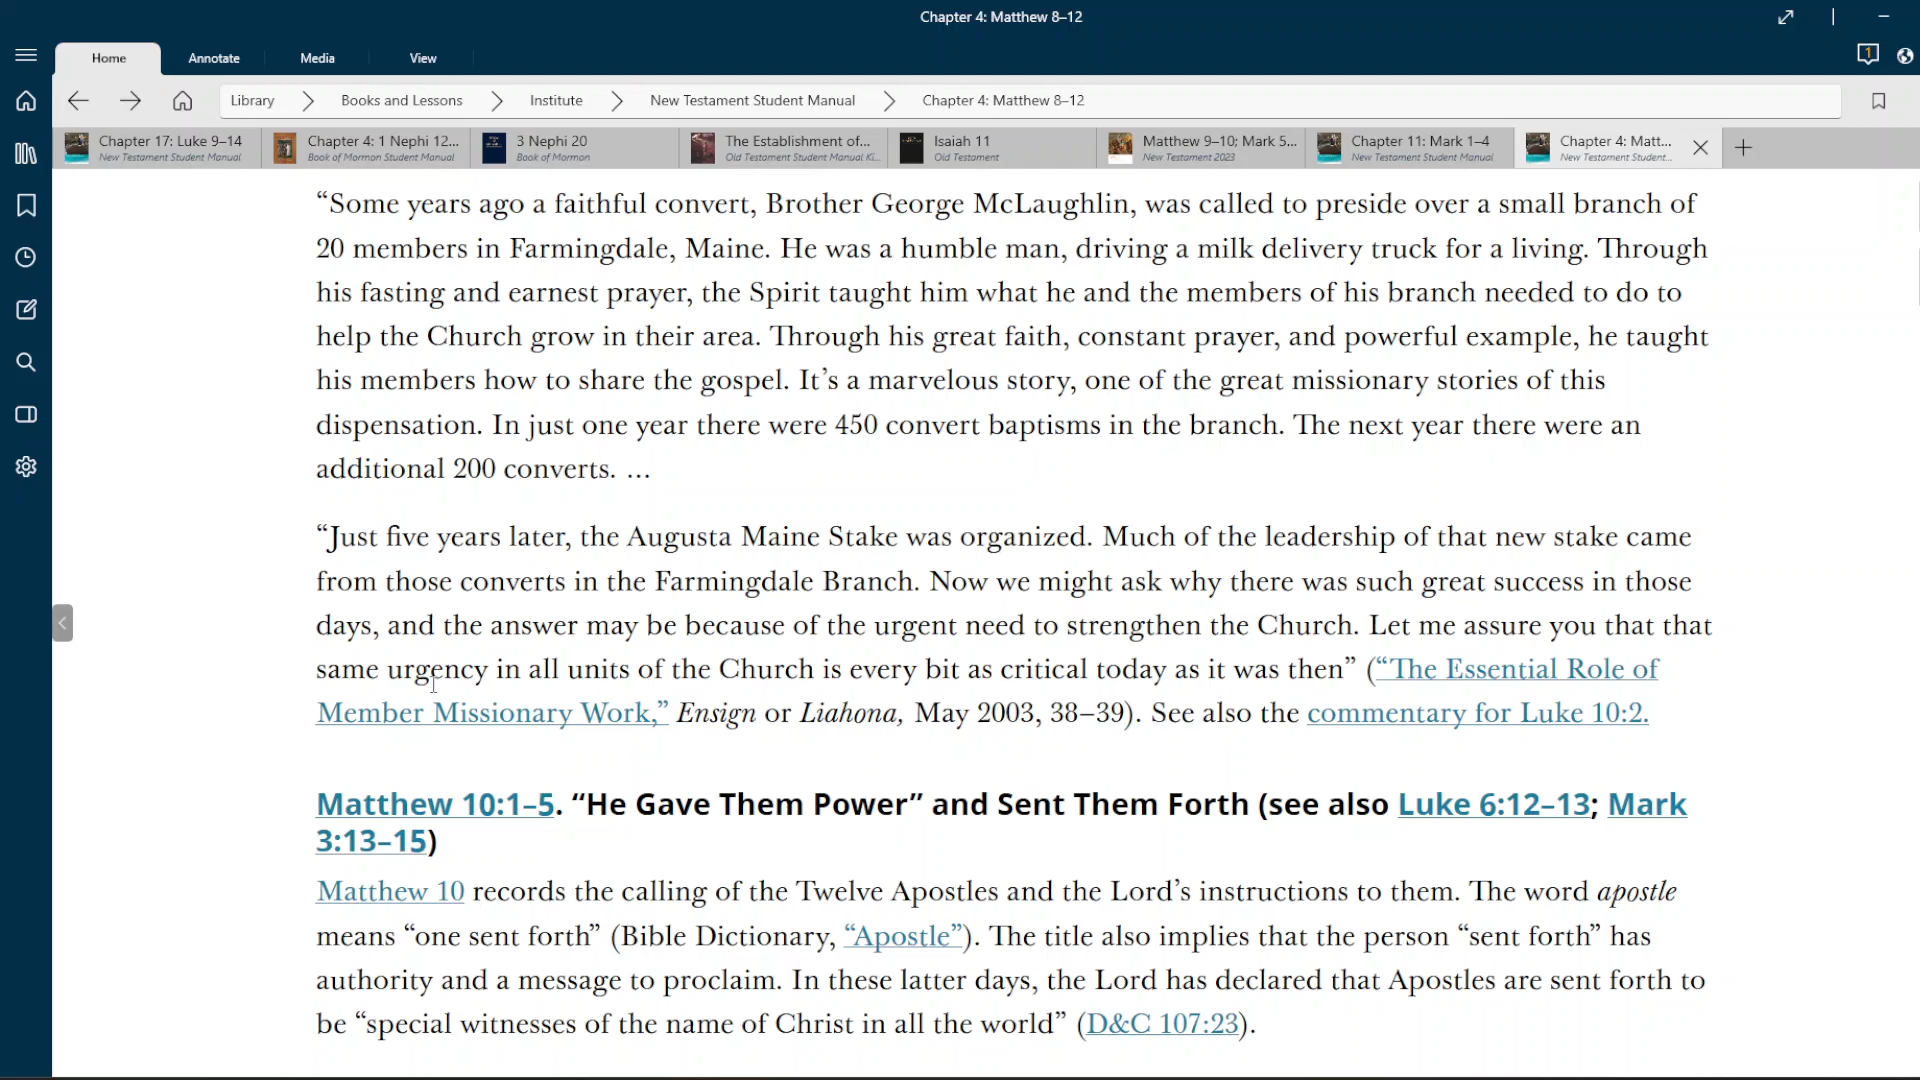 Chapter 4: Matthew 8–12
Home
Annotate
Media
View
1
Library
Books and Lessons
Institute
New Testament Student Manual
Chapter 4: Matthew 8–12
Chapter 17: Luke 9–14
New Testament Student Manual
Chapter 4: 1 Nephi 12...
Book of Mormon Student Manual
3 Nephi 20
Book of Mormon
The Establishment of...
Old Testament Student Manual Ki...
Isaiah 11
Old Testament
Matthew 9–10; Mark 5...
New Testament 2023
Chapter 11: Mark 1–4
New Testament Student Manual
Chapter 4: Matt...
New Testament Student...
“Some years ago a faithful convert, Brother George McLaughlin, was called to preside over a small branch of
20 members in Farmingdale, Maine. He was a humble man, driving a milk delivery truck for a living. Through
his fasting and earnest prayer, the Spirit taught him what he and the members of his branch needed to do to
help the Church grow in their area. Through his great faith, constant prayer, and powerful example, he taught
his members how to share the gospel. It’s a marvelous story, one of the great missionary stories of this
dispensation. In just one year there were 450 convert baptisms in the branch. The next year there were an
additional 200 converts. …
“Just five years later, the Augusta Maine Stake was organized. Much of the leadership of that new stake came
from those converts in the Farmingdale Branch. Now we might ask why there was such great success in those
days, and the answer may be because of the urgent need to strengthen the Church. Let me assure you that that
same urgency in all units of the Church is every bit as critical today as it was then” (“The Essential Role of
Member Missionary Work,” Ensign or Liahona, May 2003, 38–39). See also the commentary for Luke 10:2.
Matthew 10:1–5. “He Gave Them Power” and Sent Them Forth (see also Luke 6:12–13; Mark
3:13–15)
Matthew 10 records the calling of the Twelve Apostles and the Lord’s instructions to them. The word apostle
means “one sent forth” (Bible Dictionary, “Apostle”). The title also implies that the person “sent forth” has
authority and a message to proclaim. In these latter days, the Lord has declared that Apostles are sent forth to
be “special witnesses of the name of Christ in all the world” (D&C 107:23).